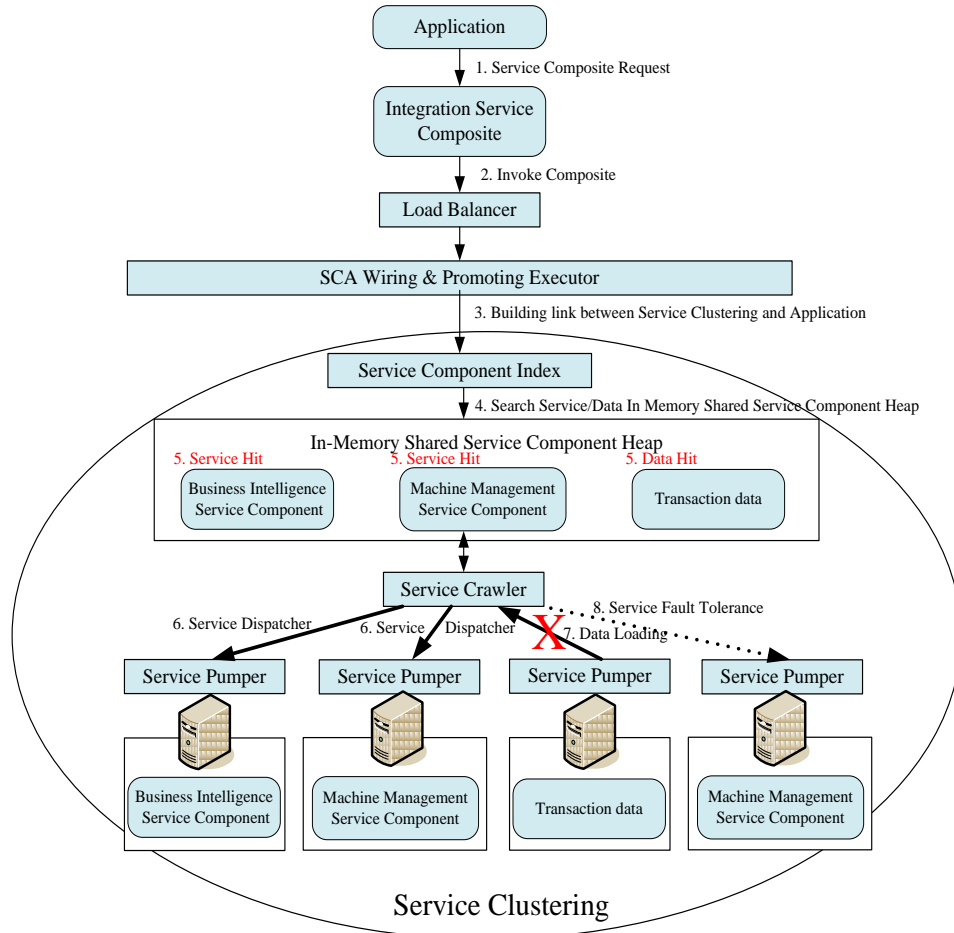 Application
1. Service Composite Request
Integration Service
Composite
2. Invoke Composite
Load Balancer
SCA Wiring & Promoting Executor
3. Building link between Service Clustering and Application
Service Component Index
4. Search Service/Data In Memory Shared Service Component Heap
In-Memory Shared Service Component Heap
5. Service Hit
5. Service Hit
5. Data Hit
Business Intelligence
Service Component
Machine Management
Service Component
Transaction data
Service Crawler
8. Service Fault Tolerance
6. Service Dispatcher
6. Service Dispatcher
X
7. Data Loading
Service Pumper
Service Pumper
Service Pumper
Service Pumper
Business Intelligence
Service Component
Machine Management
Service Component
Transaction data
Machine Management
Service Component
Service Clustering